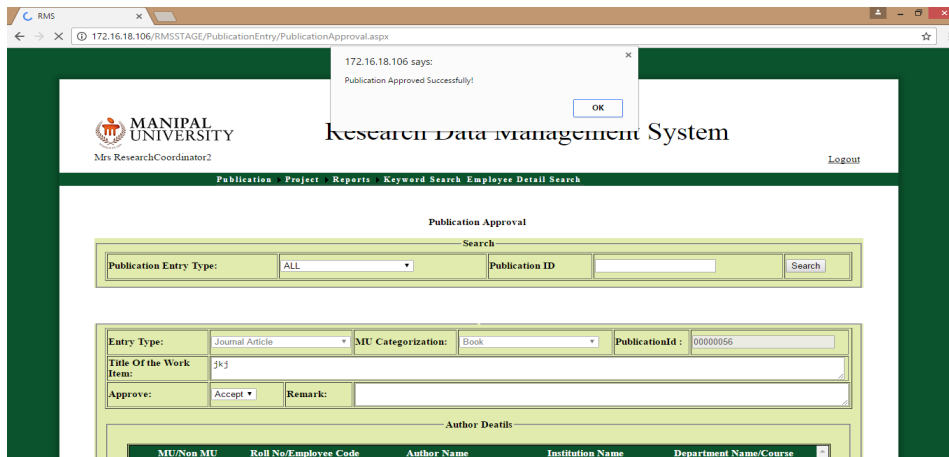 RMS
172.16.18.106/RMSSTAGE/PublicationEntry/PublicationApproval.aspx
172.16.18.106 says:
Publication Approved Successfully!
OK
MANIPAL
UNIVERSITY
Research Data Management System
Mrs ResearchCoordinator2
Logout
Publication Project Reports Keyword Search Employee Detail Search
Publication Approval
Search
Publication Entry Type: ALL Publication ID Search
Entry Type: Journal Article MU Categorization: Book PublicationId : 00000056
Title Of the Work Item: jkj
Approve: Accept Remark:
Author Deatils
MU/Non MU Roll No/Employee Code Author Name Institution Name Department Name/Course